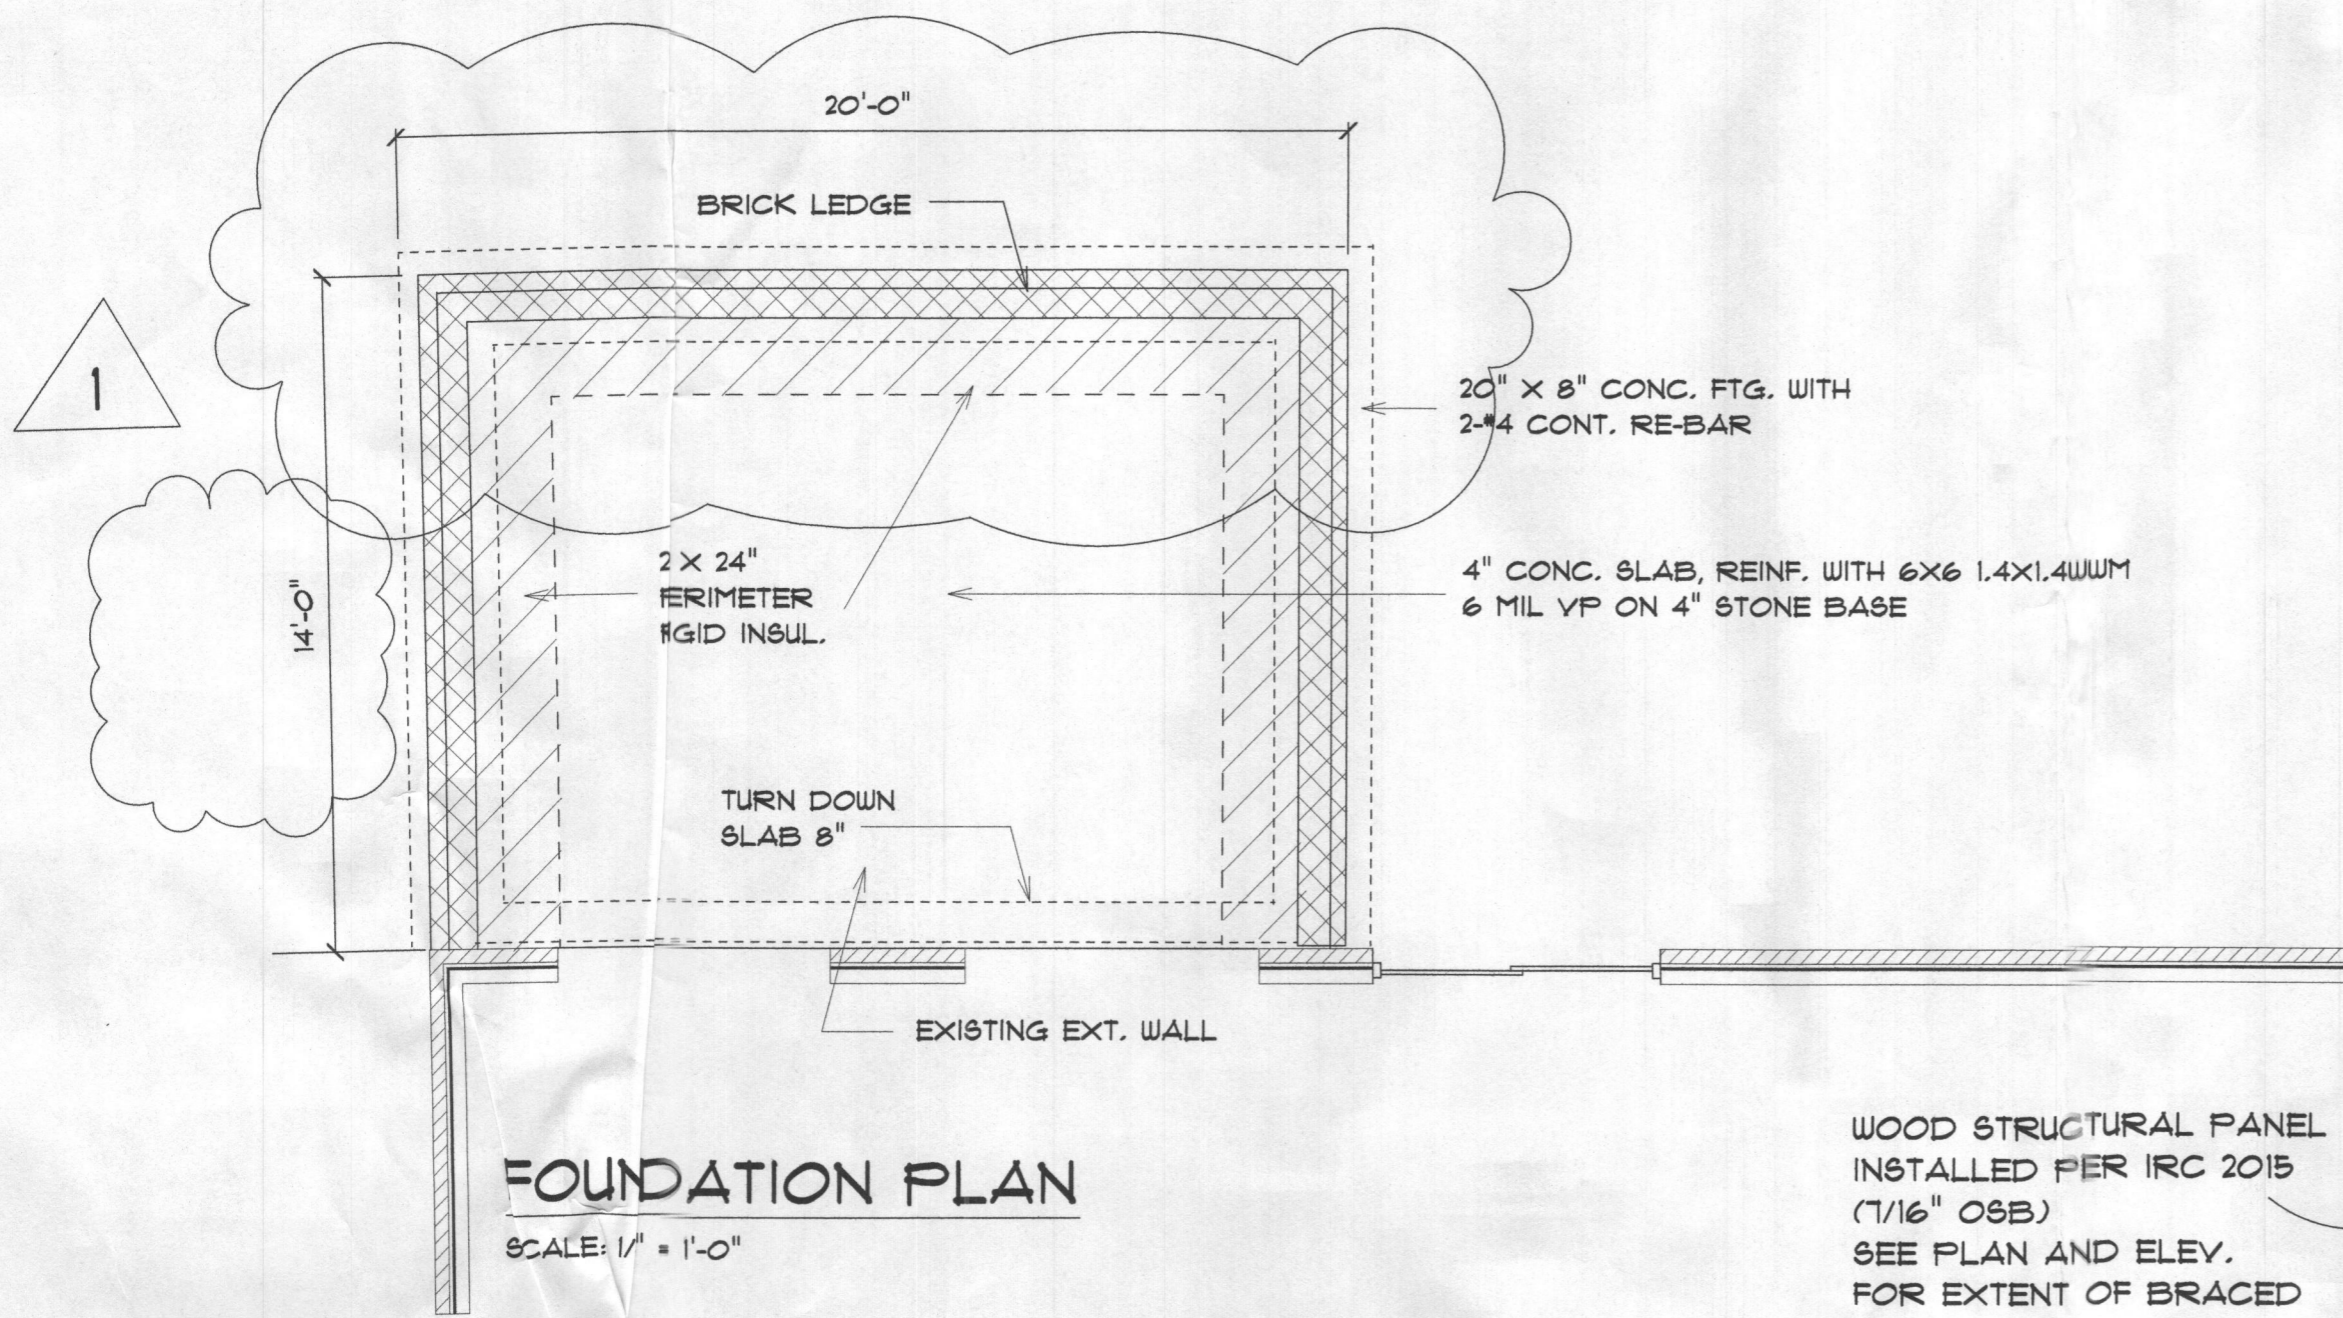 20'-0"
BRICK LEDGE
1
20" X 8" CONC. FTG. WITH
2-#4 CONT. RE-BAR
14'-0"
2 X 24"
ERIMETER
GID INSUL.
4" CONC. SLAB, REINF. WITH 6X6 1.4X1.4WWM
6 MIL VP ON 4" STONE BASE
TURN DOWN
SLAB 8"
EXISTING EXT. WALL
FOUNDATION PLAN
SCALE: 1/" = 1'-0"
WOOD STRUCTURAL PANEL
INSTALLED PER IRC 2015
(7/16" OSB)
SEE PLAN AND ELEV.
FOR EXTENT OF BRACED